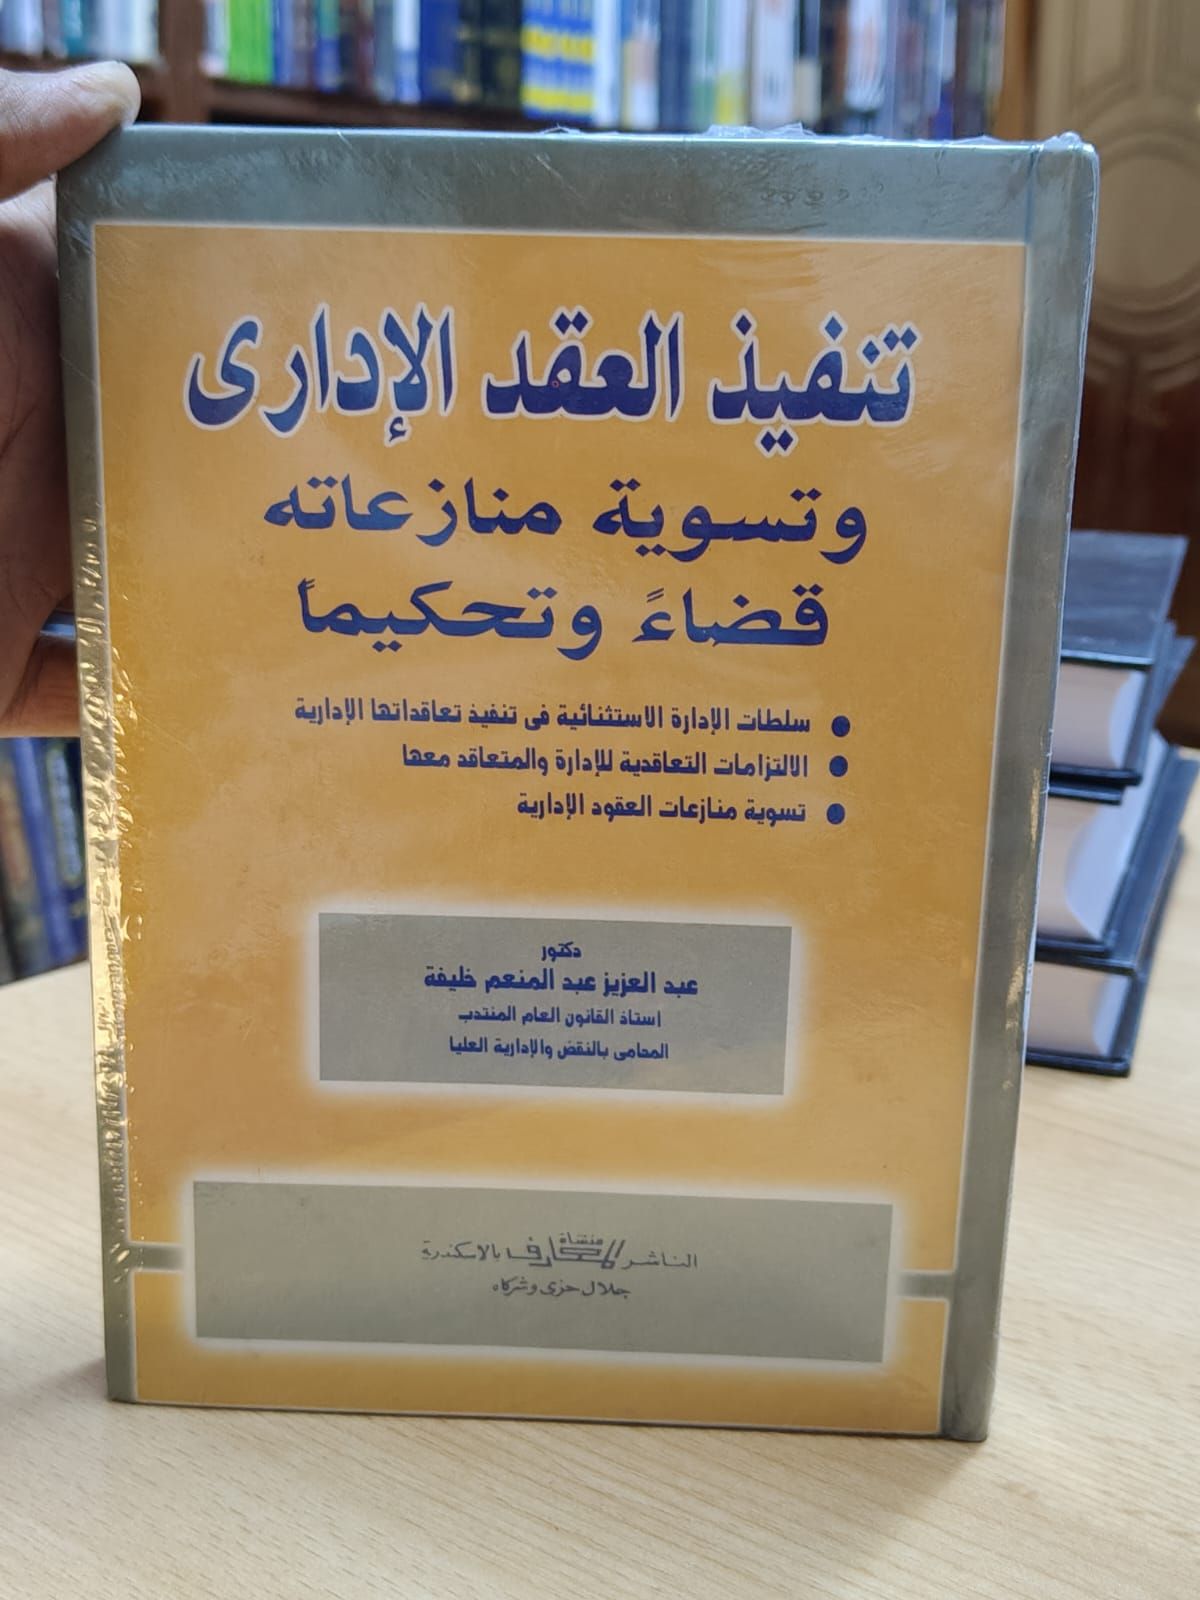 تنفيذ العقد الإدارى
وتسوية منازعاته
قضاءً وتحكيماً
● سلطات الإدارة الاستثنائية فى تنفيذ تعاقداتها الإدارية
● الالتزامات التعاقدية للإدارة والمتعاقد معها
● تسوية منازعات العقود الإدارية
دكتور
عبد العزيز عبد المنعم خليفة
استاذ القانون العام المنتدب
المحامى بالنقض والإدارية العليا
الناشر منشأة المعارف بالاسكندرية
جلال حزى وشركاه